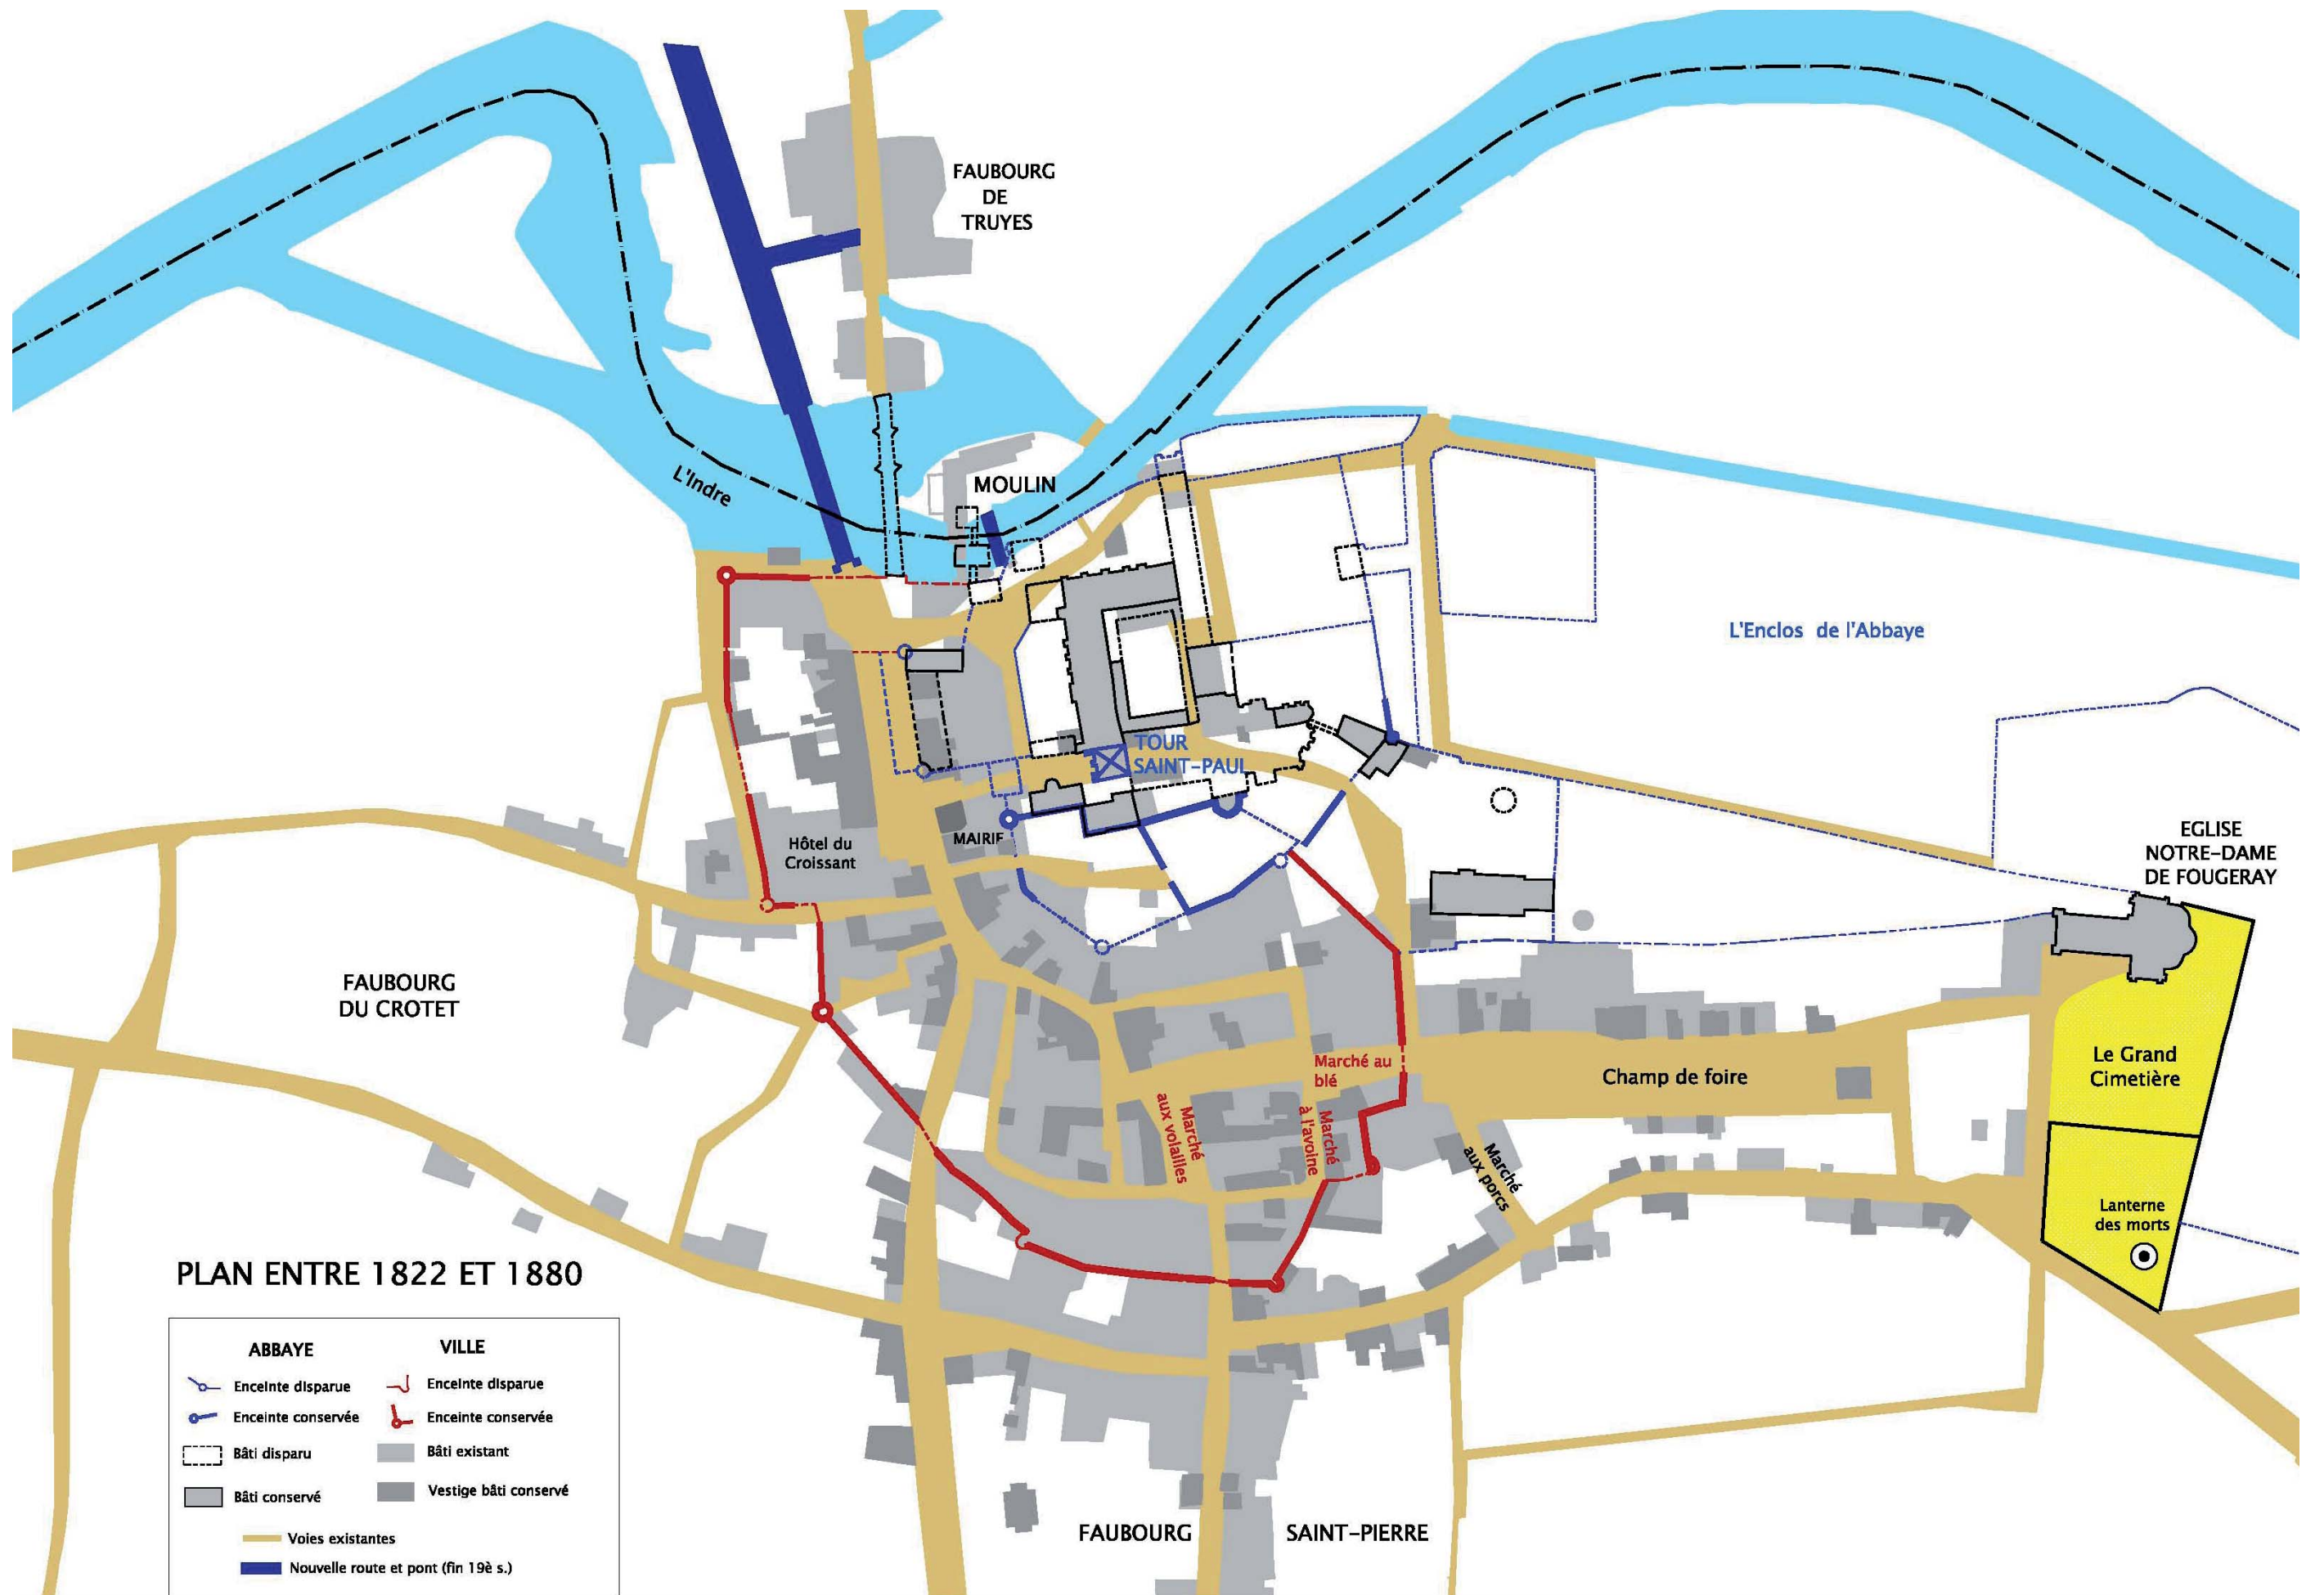 FAUBOURG
DE
TRUYES
L'Indre
MOULIN
L'Enclos de l'Abbaye
TOUR
SAINT-PAUL
MAIRIE
Hôtel du
Croissant
EGLISE
NOTRE-DAME
DE FOUGERAY
FAUBOURG
DU CROTET
Marché au
blé
Champ de foire
Le Grand
Cimetière
Marché
aux volailles
Marché
à l'avoine
Marché
aux porcs
Lanterne
des morts
PLAN ENTRE 1822 ET 1880
ABBAYE
VILLE
Enceinte disparue
Enceinte disparue
Enceinte conservée
Enceinte conservée
Bâti disparu
Bâti existant
Bâti conservé
Vestige bâti conservé
Voies existantes
Nouvelle route et pont (fin 19è s.)
FAUBOURG SAINT-PIERRE